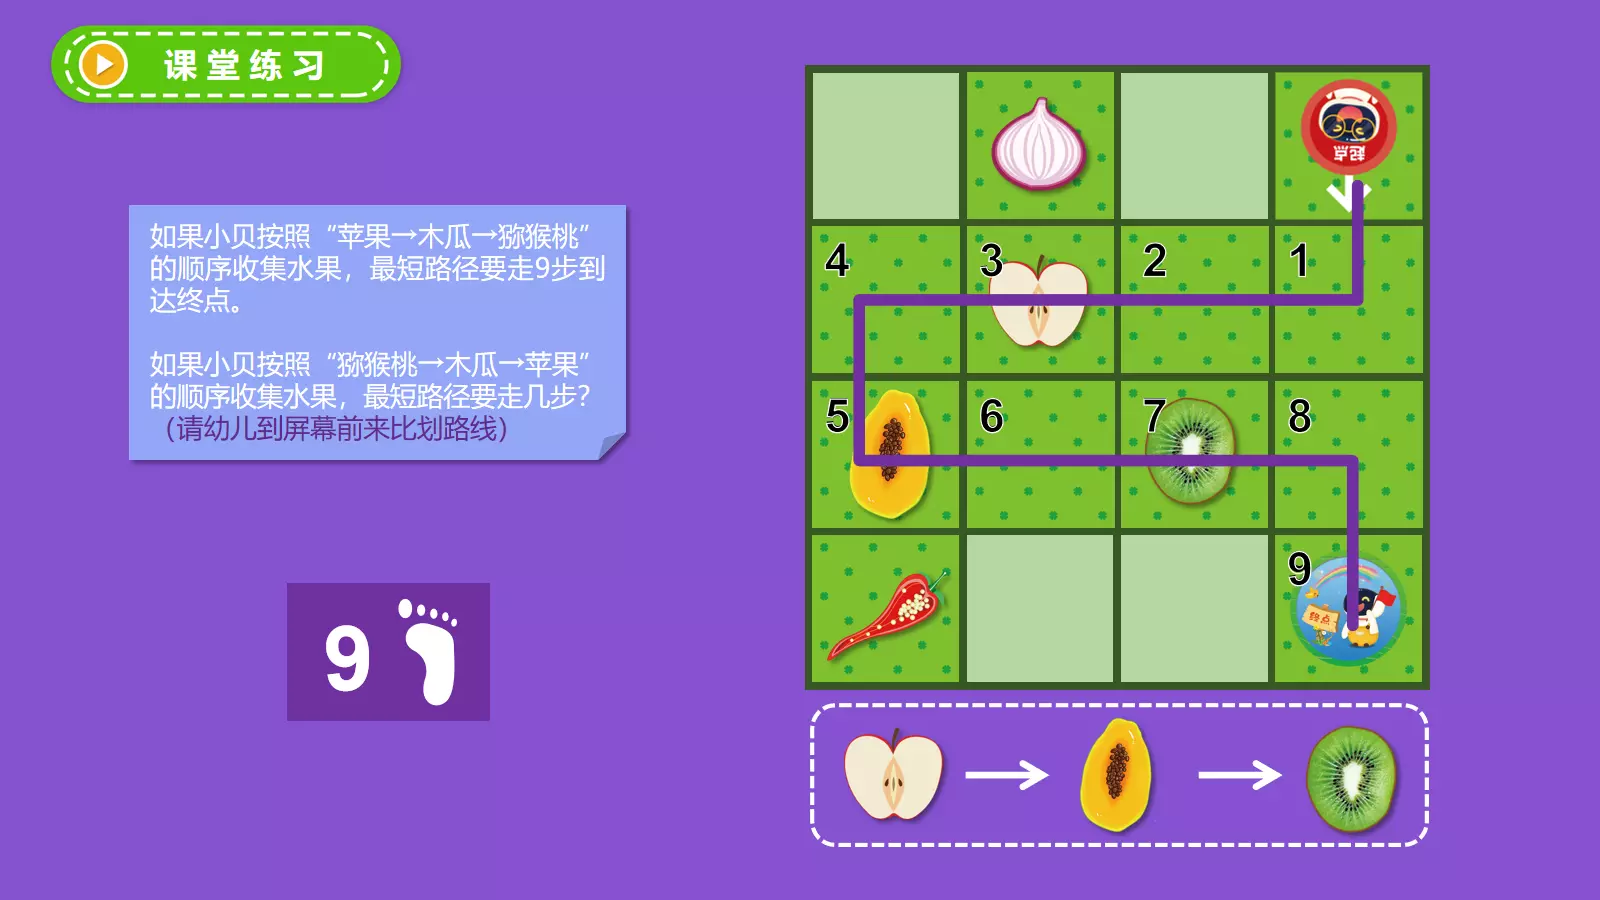 课堂练习
如果小贝按照“苹果→木瓜→猕猴桃”
的顺序收集水果，最短路径要走9步到
达终点。
如果小贝按照“猕猴桃→木瓜→苹果”
的顺序收集水果，最短路径要走几步？
（请幼儿到屏幕前来比划路线）
9
起点
4 3 2 1
5 6 7 8
9
终点